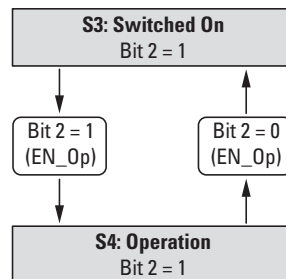 S3: Switched On
Bit 2 = 1
Bit 2 = 1
(EN_Op)
Bit 2 = 0
(EN_Op)
S4: Operation
Bit 2 = 1